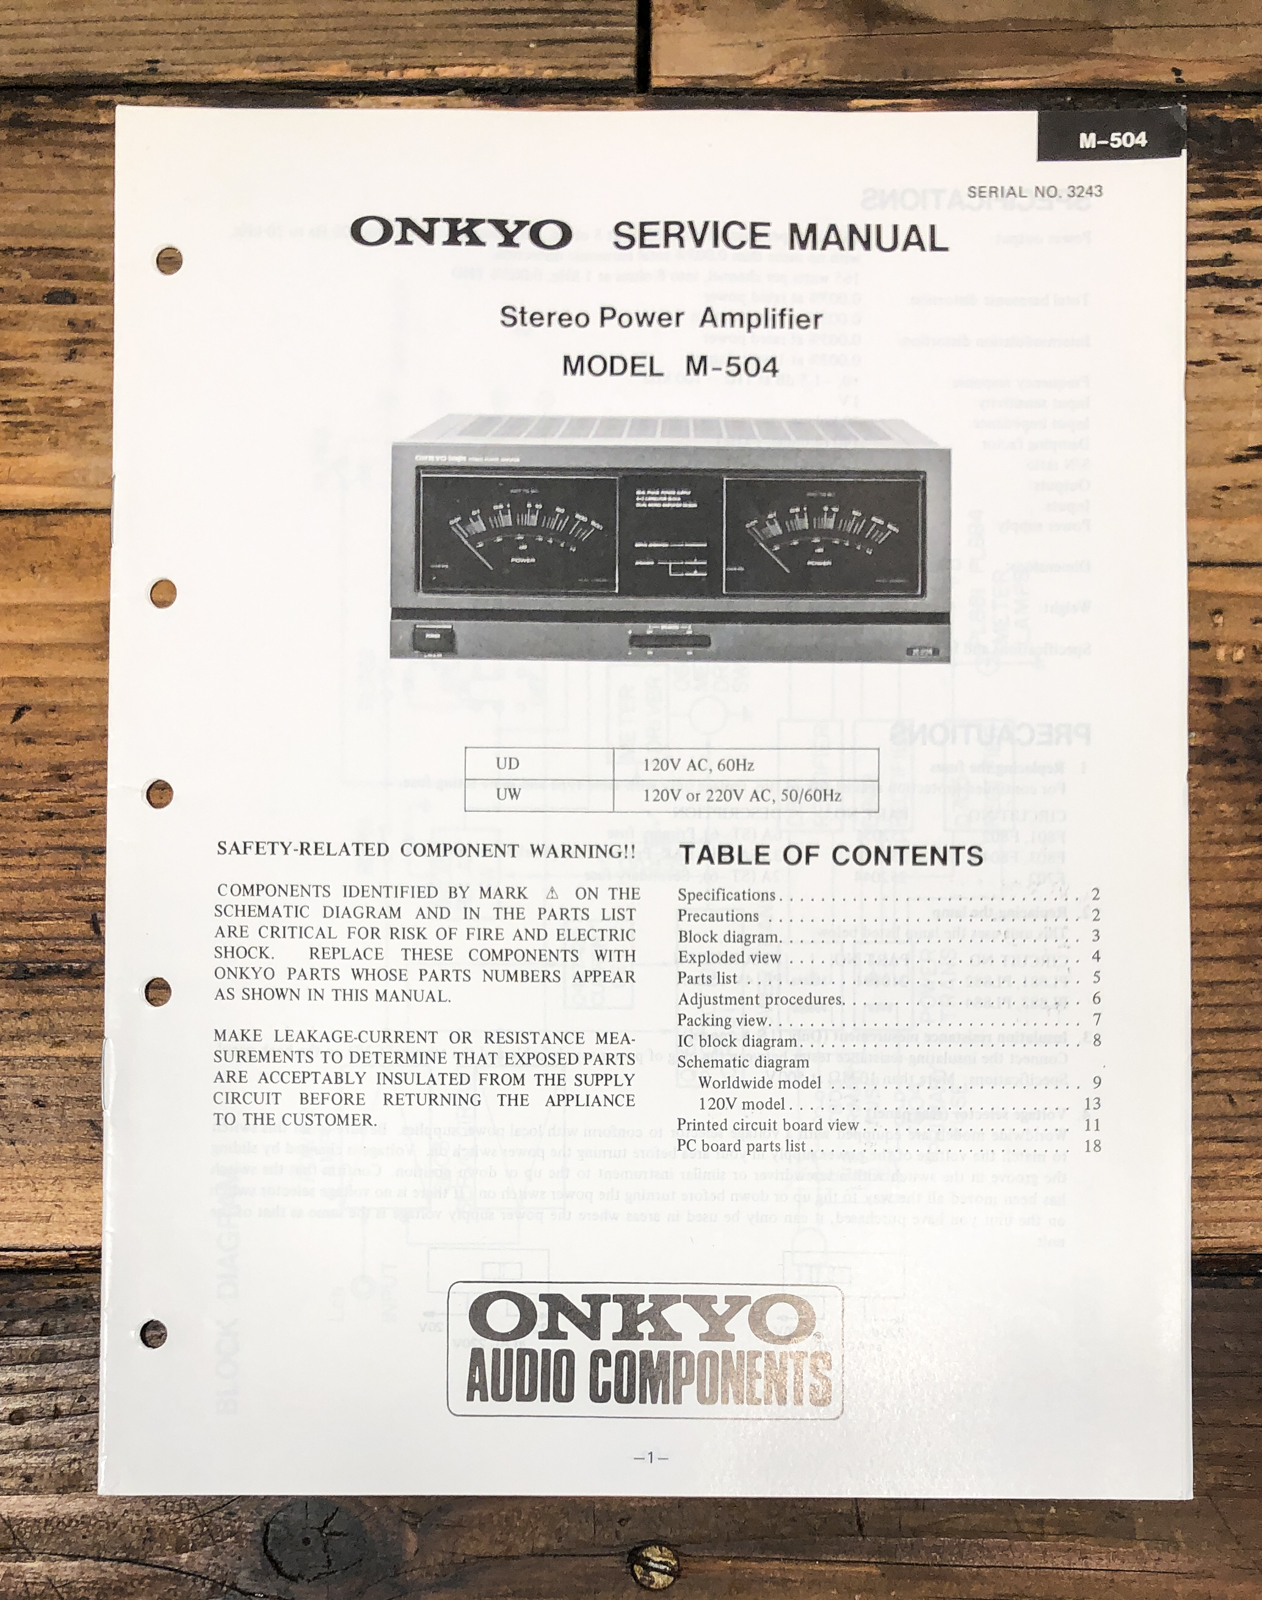 M-504
SERIAL NO. 3243
ONKYO SERVICE MANUAL
Stereo Power Amplifier
MODEL M-504
POWER
POWER
UD 120V AC, 60Hz
UW 120V or 220V AC, 50/60Hz
SAFETY-RELATED COMPONENT WARNING!!
COMPONENTS IDENTIFIED BY MARK ⚠ ON THE
SCHEMATIC DIAGRAM AND IN THE PARTS LIST
ARE CRITICAL FOR RISK OF FIRE AND ELECTRIC
SHOCK. REPLACE THESE COMPONENTS WITH
ONKYO PARTS WHOSE PARTS NUMBERS APPEAR
AS SHOWN IN THIS MANUAL.
MAKE LEAKAGE-CURRENT OR RESISTANCE MEA-
SUREMENTS TO DETERMINE THAT EXPOSED PARTS
ARE ACCEPTABLY INSULATED FROM THE SUPPLY
CIRCUIT BEFORE RETURNING THE APPLIANCE
TO THE CUSTOMER.
TABLE OF CONTENTS
Specifications . . . . . . . . . . . . . . . . . . . . . . . . . . . . 2
Precautions . . . . . . . . . . . . . . . . . . . . . . . . . . . . 2
Block diagram. . . . . . . . . . . . . . . . . . . . . . . . . . . 3
Exploded view . . . . . . . . . . . . . . . . . . . . . . . . . . 4
Parts list . . . . . . . . . . . . . . . . . . . . . . . . . . . . . . 5
Adjustment procedures. . . . . . . . . . . . . . . . . . . . . 6
Packing view. . . . . . . . . . . . . . . . . . . . . . . . . . . . 7
IC block diagram. . . . . . . . . . . . . . . . . . . . . . . . . 8
Schematic diagram
Worldwide model . . . . . . . . . . . . . . . . . . . . . . . 9
120V model . . . . . . . . . . . . . . . . . . . . . . . . . . 13
Printed circuit board view . . . . . . . . . . . . . . . . . . . 11
PC board parts list . . . . . . . . . . . . . . . . . . . . . . . . 18
ONKYO
AUDIO COMPONENTS
—1—